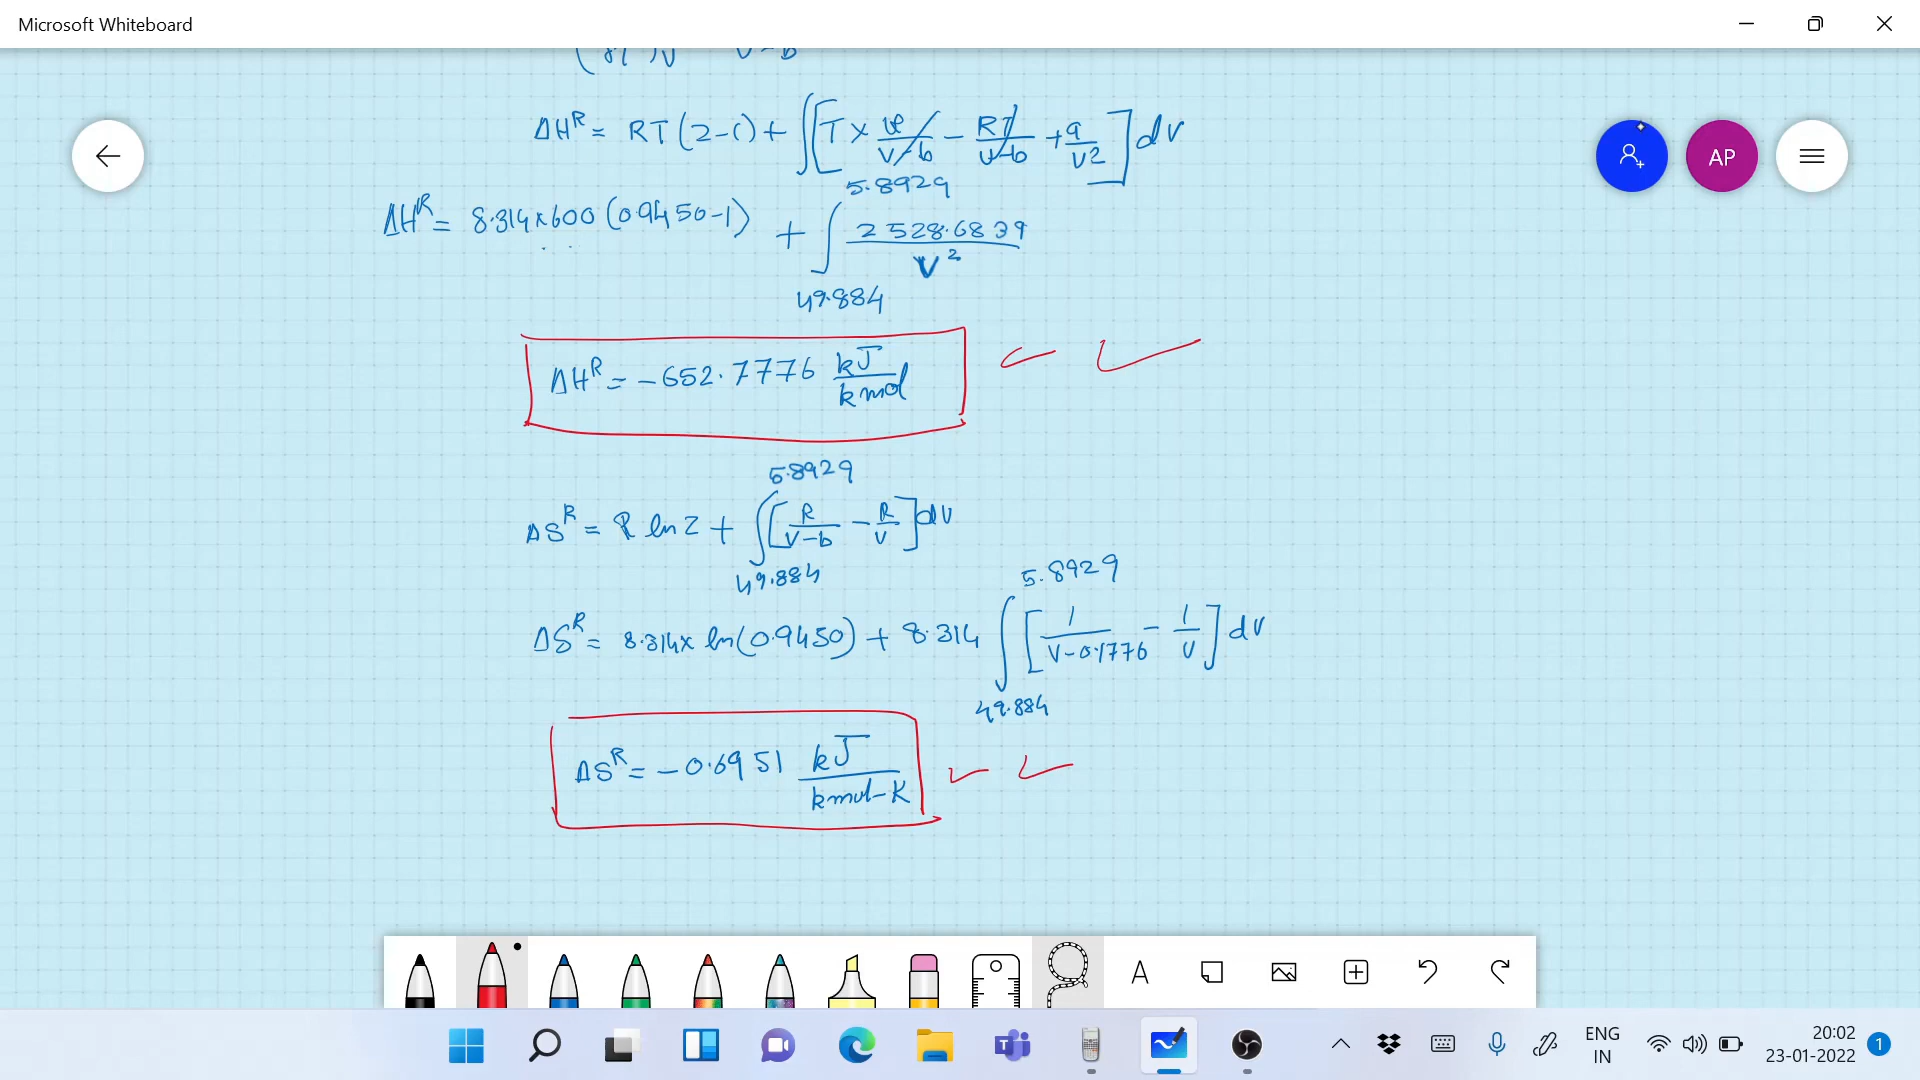 Microsoft Whiteboard
AP
ΔH^R = RT(Z-1) + ∫[T × R/(V-b) - RT/(V-b) + a/V²] dV
ΔH^R = 8.314×600 (0.9450-1) + ∫_{49.884}^{5.8929} 2528.6839/V²
ΔH^R = -652.7776 kJ/kmol
ΔS^R = R ln Z + ∫_{49.884}^{5.8929} [R/(V-b) - R/V] dV
ΔS^R = 8.314× ln(0.9450) + 8.314 ∫_{49.884}^{5.8929} [1/(V-0.1776) - 1/V] dV
ΔS^R = -0.6951 kJ/kmol-K
A
ENG
IN
20:02
23-01-2022
1